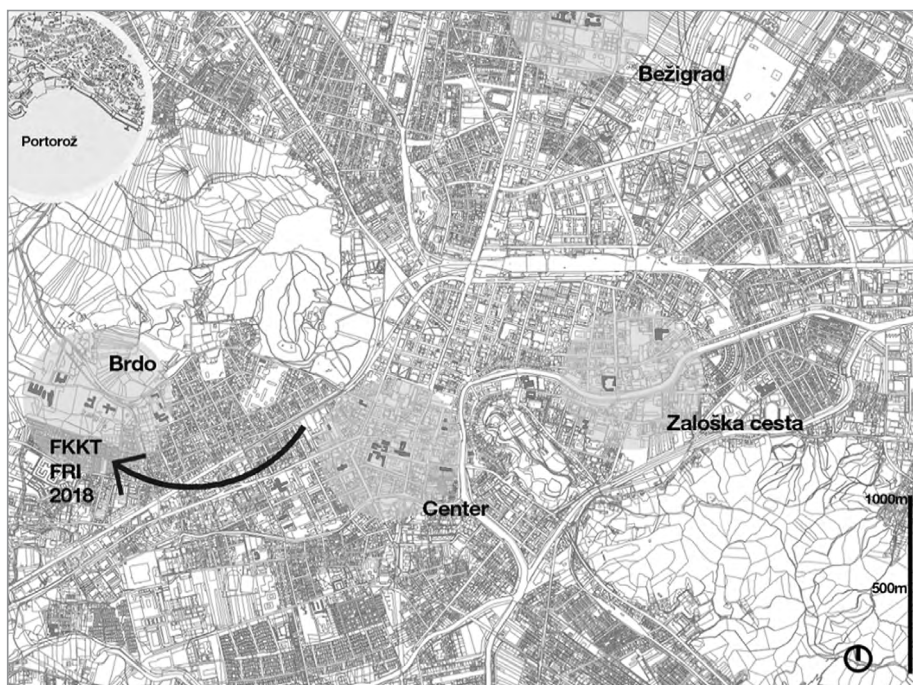 Bežigrad
Portorož
Brdo
Zaloška cesta
FKKT
FRI
2018
Center
1000m
500m